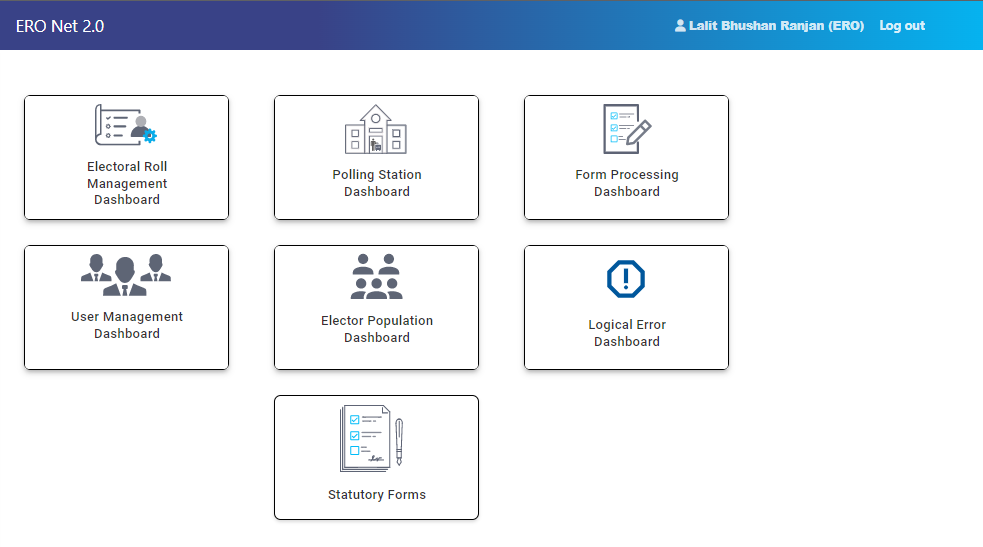 ERO Net 2.0
Lalit Bhushan Ranjan (ERO) Log out
Electoral Roll
Management
Dashboard
Polling Station
Dashboard
Form Processing
Dashboard
User Management
Dashboard
Elector Population
Dashboard
Logical Error
Dashboard
Statutory Forms